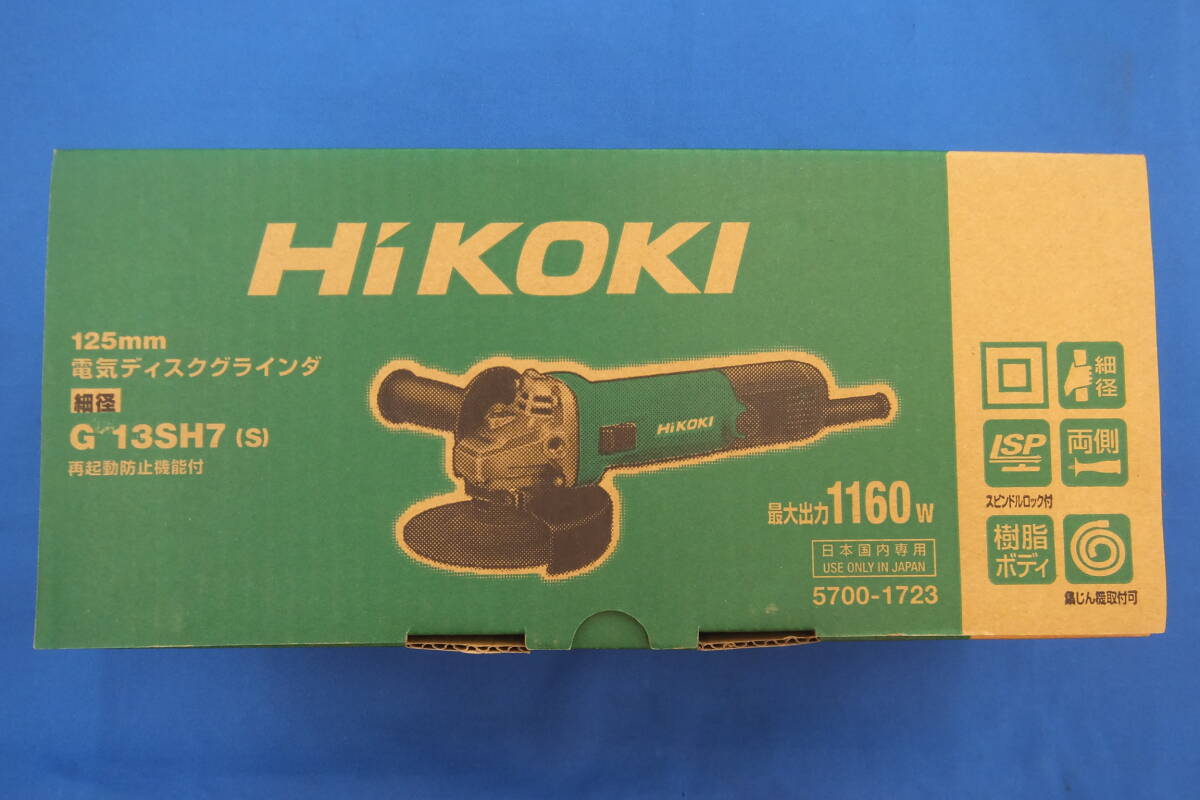 HiKOKI
125mm
電気ディスクグラインダ
細径
G 13SH7 (S)
再起動防止機能付
HiKOKI
最大出力1160W
日本国内専用
USE ONLY IN JAPAN
5700-1723
細径
LSP
スピンドルロック付
両側
樹脂
ボディ
集じん機取付可